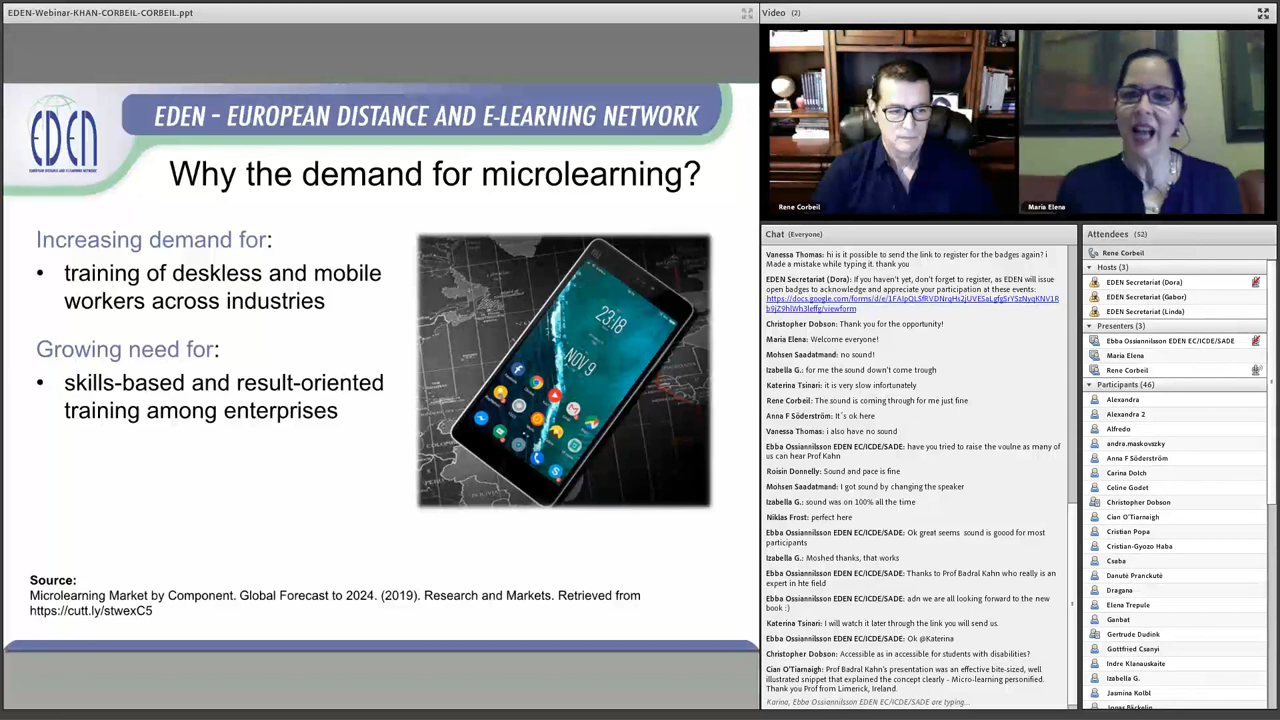 EDEN-Webinar-KHAN-CORBEIL-CORBEIL.ppt
EDEN
EUROPEAN DISTANCE AND E-LEARNING NETWORK
EDEN - EUROPEAN DISTANCE AND E-LEARNING NETWORK
Why the demand for microlearning?
Increasing demand for:
• training of deskless and mobile
workers across industries
Growing need for:
• skills-based and result-oriented
training among enterprises
23:18
NOV 9
Source:
Microlearning Market by Component. Global Forecast to 2024. (2019). Research and Markets. Retrieved from
https://cutt.ly/stwexC5
Video (2)
Rene Corbeil
Maria Elena
Chat (Everyone)
Vanessa Thomas: hi is it possible to send the link to register for the badges again? i
Made a mistake while typing it. thank you
EDEN Secretariat (Dora): If you haven't yet, don't forget to register, as EDEN will issue
open badges to acknowledge and appreciate your participation at these events:
Christopher Dobson: Thank you for the opportunity!
Maria Elena: Welcome everyone!
Mohsen Saadatmand: no sound!
Izabella G.: for me the sound down't come trough
Katerina Tsinari: it is very slow infortunately
Rene Corbeil: The sound is coming through for me just fine
Anna F Söderström: It´s ok here
Vanessa Thomas: i also have no sound
Ebba Ossiannilsson EDEN EC/ICDE/SADE: have you tried to raise the voulne as many of
us can hear Prof Kahn
Roisin Donnelly: Sound and pace is fine
Mohsen Saadatmand: I got sound by changing the speaker
Izabella G.: sound was on 100% all the time
Niklas Frost: perfect here
Ebba Ossiannilsson EDEN EC/ICDE/SADE: Ok great seems sound is goood for most
participants
Izabella G.: Moshed thanks, that works
Ebba Ossiannilsson EDEN EC/ICDE/SADE: Thanks to Prof Badral Kahn who really is an
expert in hte field
Ebba Ossiannilsson EDEN EC/ICDE/SADE: adn we are all looking forward to the new
book :)
Katerina Tsinari: I will watch it later through the link you will send us.
Ebba Ossiannilsson EDEN EC/ICDE/SADE: Ok @Katerina
Christopher Dobson: Accessible as in accessible for students with disabilities?
Cian O'Tiarnaigh: Prof Badral Kahn's presentation was an effective bite-sized, well
illustrated snippet that explained the concept clearly - Micro-learning personified.
Thank you Prof from Limerick, Ireland.
Karina, Ebba Ossiannilsson EDEN EC/ICDE/SADE are typing...
Attendees (52)
Rene Corbeil
Hosts (3)
EDEN Secretariat (Dora)
EDEN Secretariat (Gabor)
EDEN Secretariat (Linda)
Presenters (3)
Ebba Ossiannilsson EDEN EC/ICDE/SADE
Maria Elena
Rene Corbeil
Participants (46)
Alexandra
Alexandra 2
Alfredo
andra.maskovszky
Anna F Söderström
Carina Dolch
Celine Godet
Christopher Dobson
Cian O'Tiarnaigh
Cristian Popa
Cristian-Gyozo Haba
Csaba
Danutė Pranckutė
Dragana
Elena Trepule
Ganbat
Gertrude Dudink
Gottfried Csanyi
Indre Klanauskaite
Izabella G.
Jasmina Kolbl